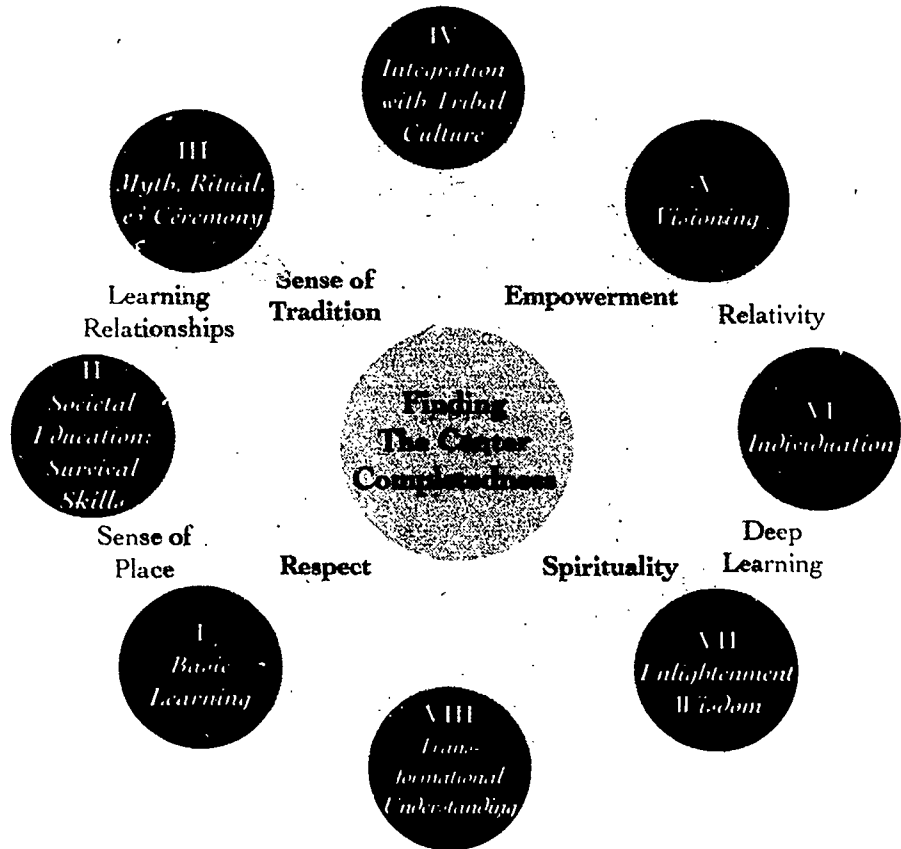 IV
Integration
with Tribal
Culture
III
Myth, Ritual,
& Ceremony
V
Visioning
Learning
Relationships
Sense of
Tradition
Empowerment
Relativity
II
Societal
Education:
Survival
Skills
Finding
The Center
Completedness
VI
Individuation
Sense of
Place
Respect
Spirituality
Deep
Learning
I
Basic
Learning
VIII
Trans-
formational
Understanding
VII
Enlightenment
Wisdom